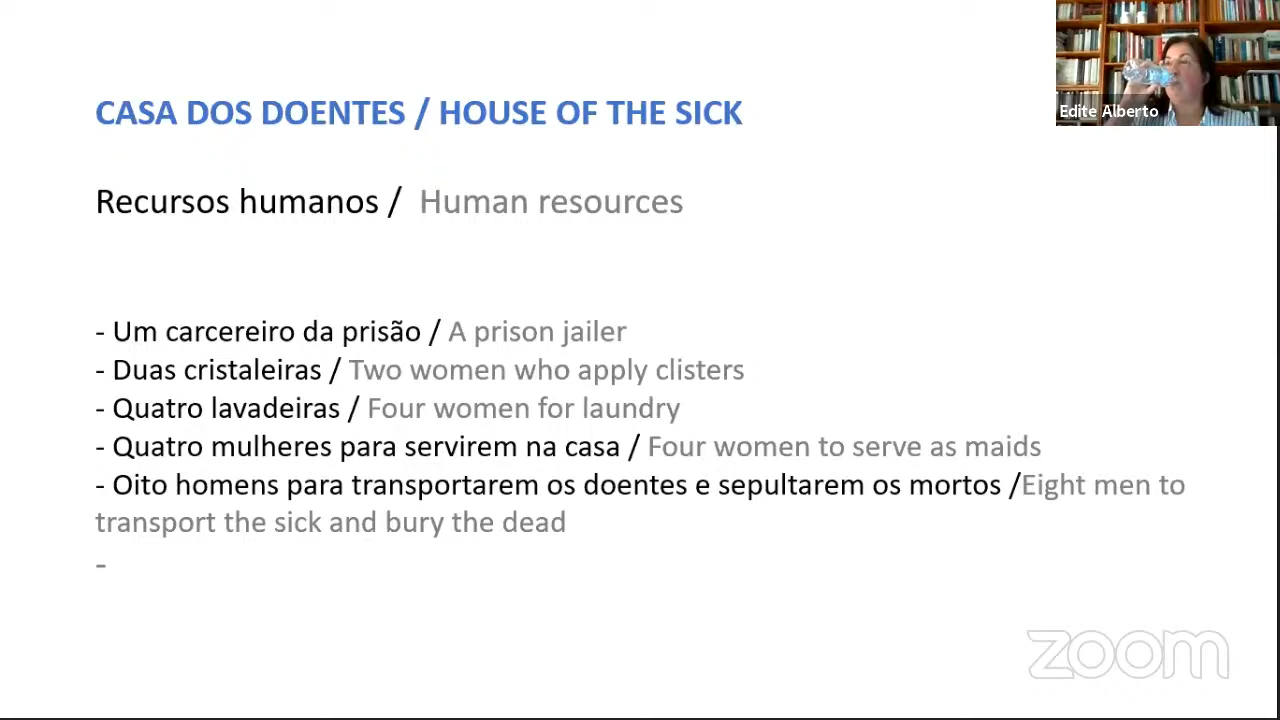 CASA DOS DOENTES / HOUSE OF THE SICK
Edite Alberto
Recursos humanos / Human resources
- Um carcereiro da prisão / A prison jailer
- Duas cristaleiras / Two women who apply clisters
- Quatro lavadeiras / Four women for laundry
- Quatro mulheres para servirem na casa / Four women to serve as maids
- Oito homens para transportarem os doentes e sepultarem os mortos /Eight men to
transport the sick and bury the dead
-
zoom